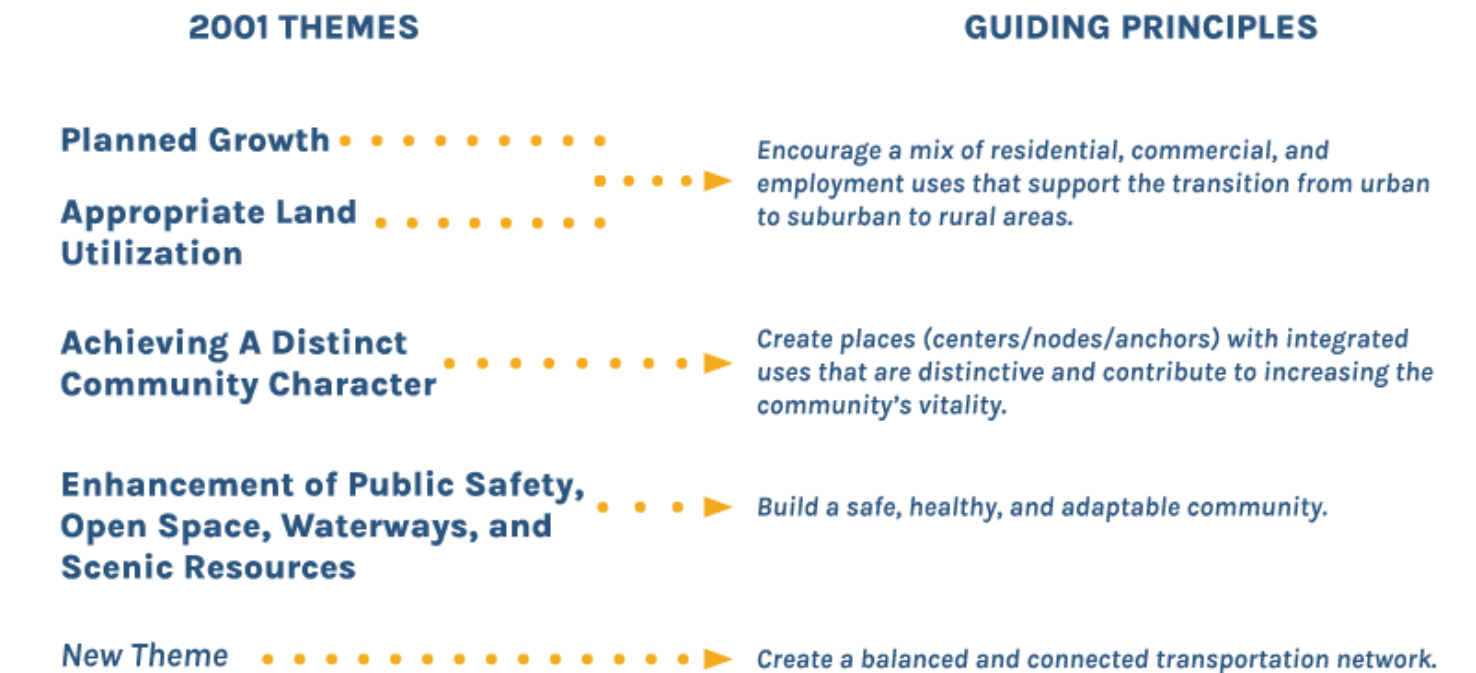 2001 THEMES
GUIDING PRINCIPLES
Planned Growth
Appropriate Land
Utilization
Encourage a mix of residential, commercial, and
employment uses that support the transition from urban
to suburban to rural areas.
Achieving A Distinct
Community Character
Create places (centers/nodes/anchors) with integrated
uses that are distinctive and contribute to increasing the
community’s vitality.
Enhancement of Public Safety,
Open Space, Waterways, and
Scenic Resources
Build a safe, healthy, and adaptable community.
New Theme
Create a balanced and connected transportation network.